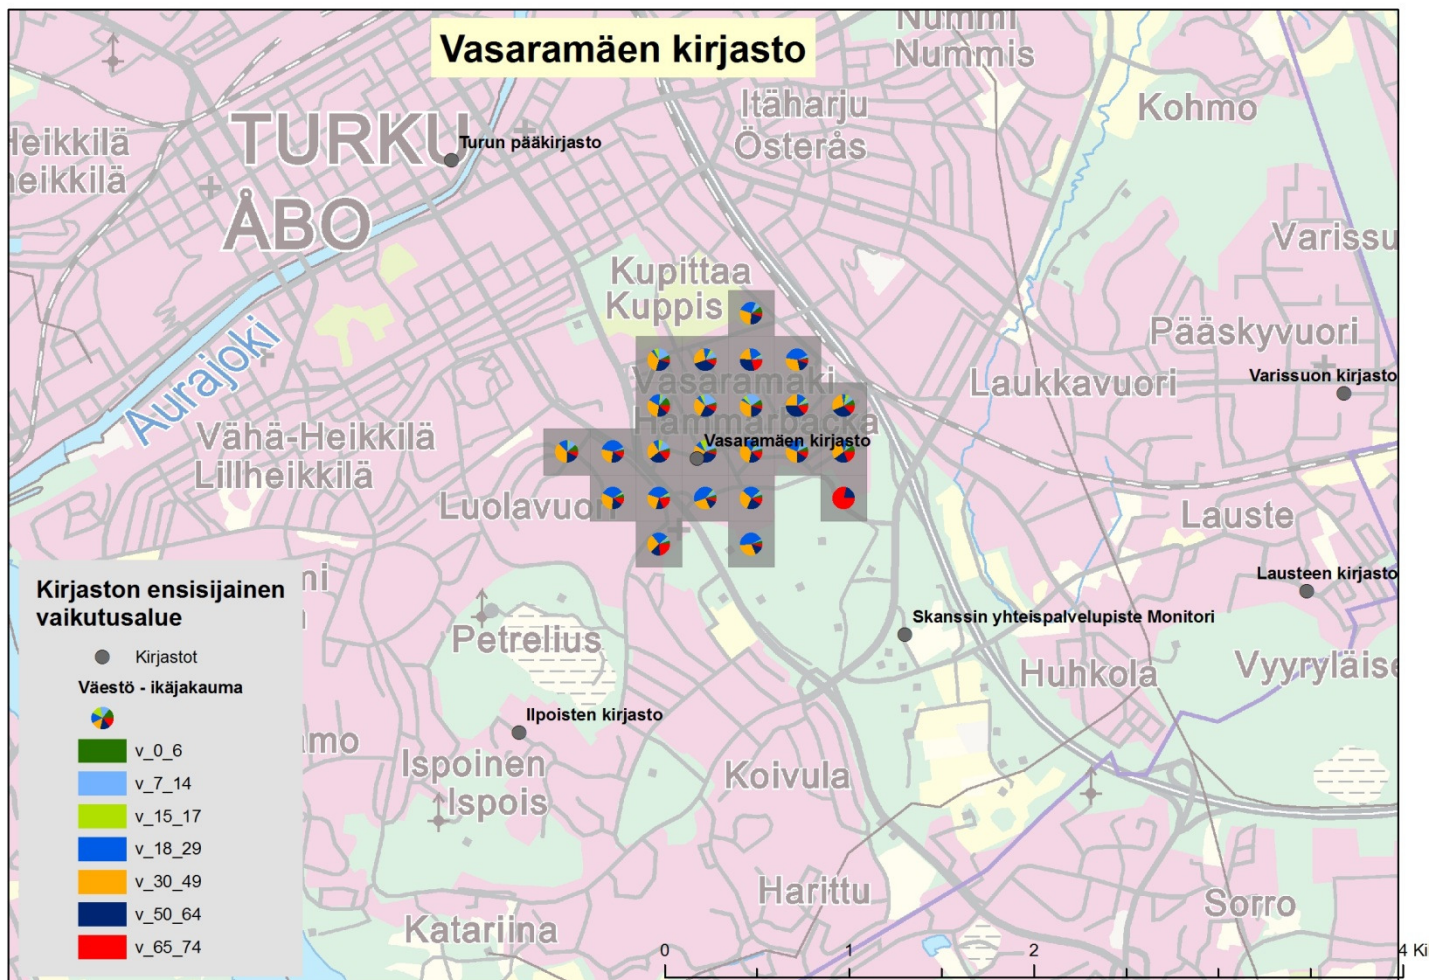 Vasaramäen kirjasto
Nummi
Nummis
Itäharju
Österås
Kohmo
Heikkilä
heikkilä
TURKU
ÅBO
Turun pääkirjasto
Aurajoki
Kupittaa
Kuppis
Varissu
Pääskyvuori
Laukkavuori
Varissuon kirjasto
Vasaramäki
Hammarbacka
Vasaramäen kirjasto
Vähä-Heikkilä
Lillheikkilä
Luolavuori
Lauste
Lausteen kirjasto
Skanssin yhteispalvelupiste Monitori
Petrelius
Huhkola
Vyyryläise
Ilpoisten kirjasto
Ispoinen
Ispois
Koivula
Harittu
Katariina
Sorro
mi
amo
Kirjaston ensisijainen
vaikutusalue
Kirjastot
Väestö - ikäjakauma
v_0_6
v_7_14
v_15_17
v_18_29
v_30_49
v_50_64
v_65_74
0 1 2 4 Ki